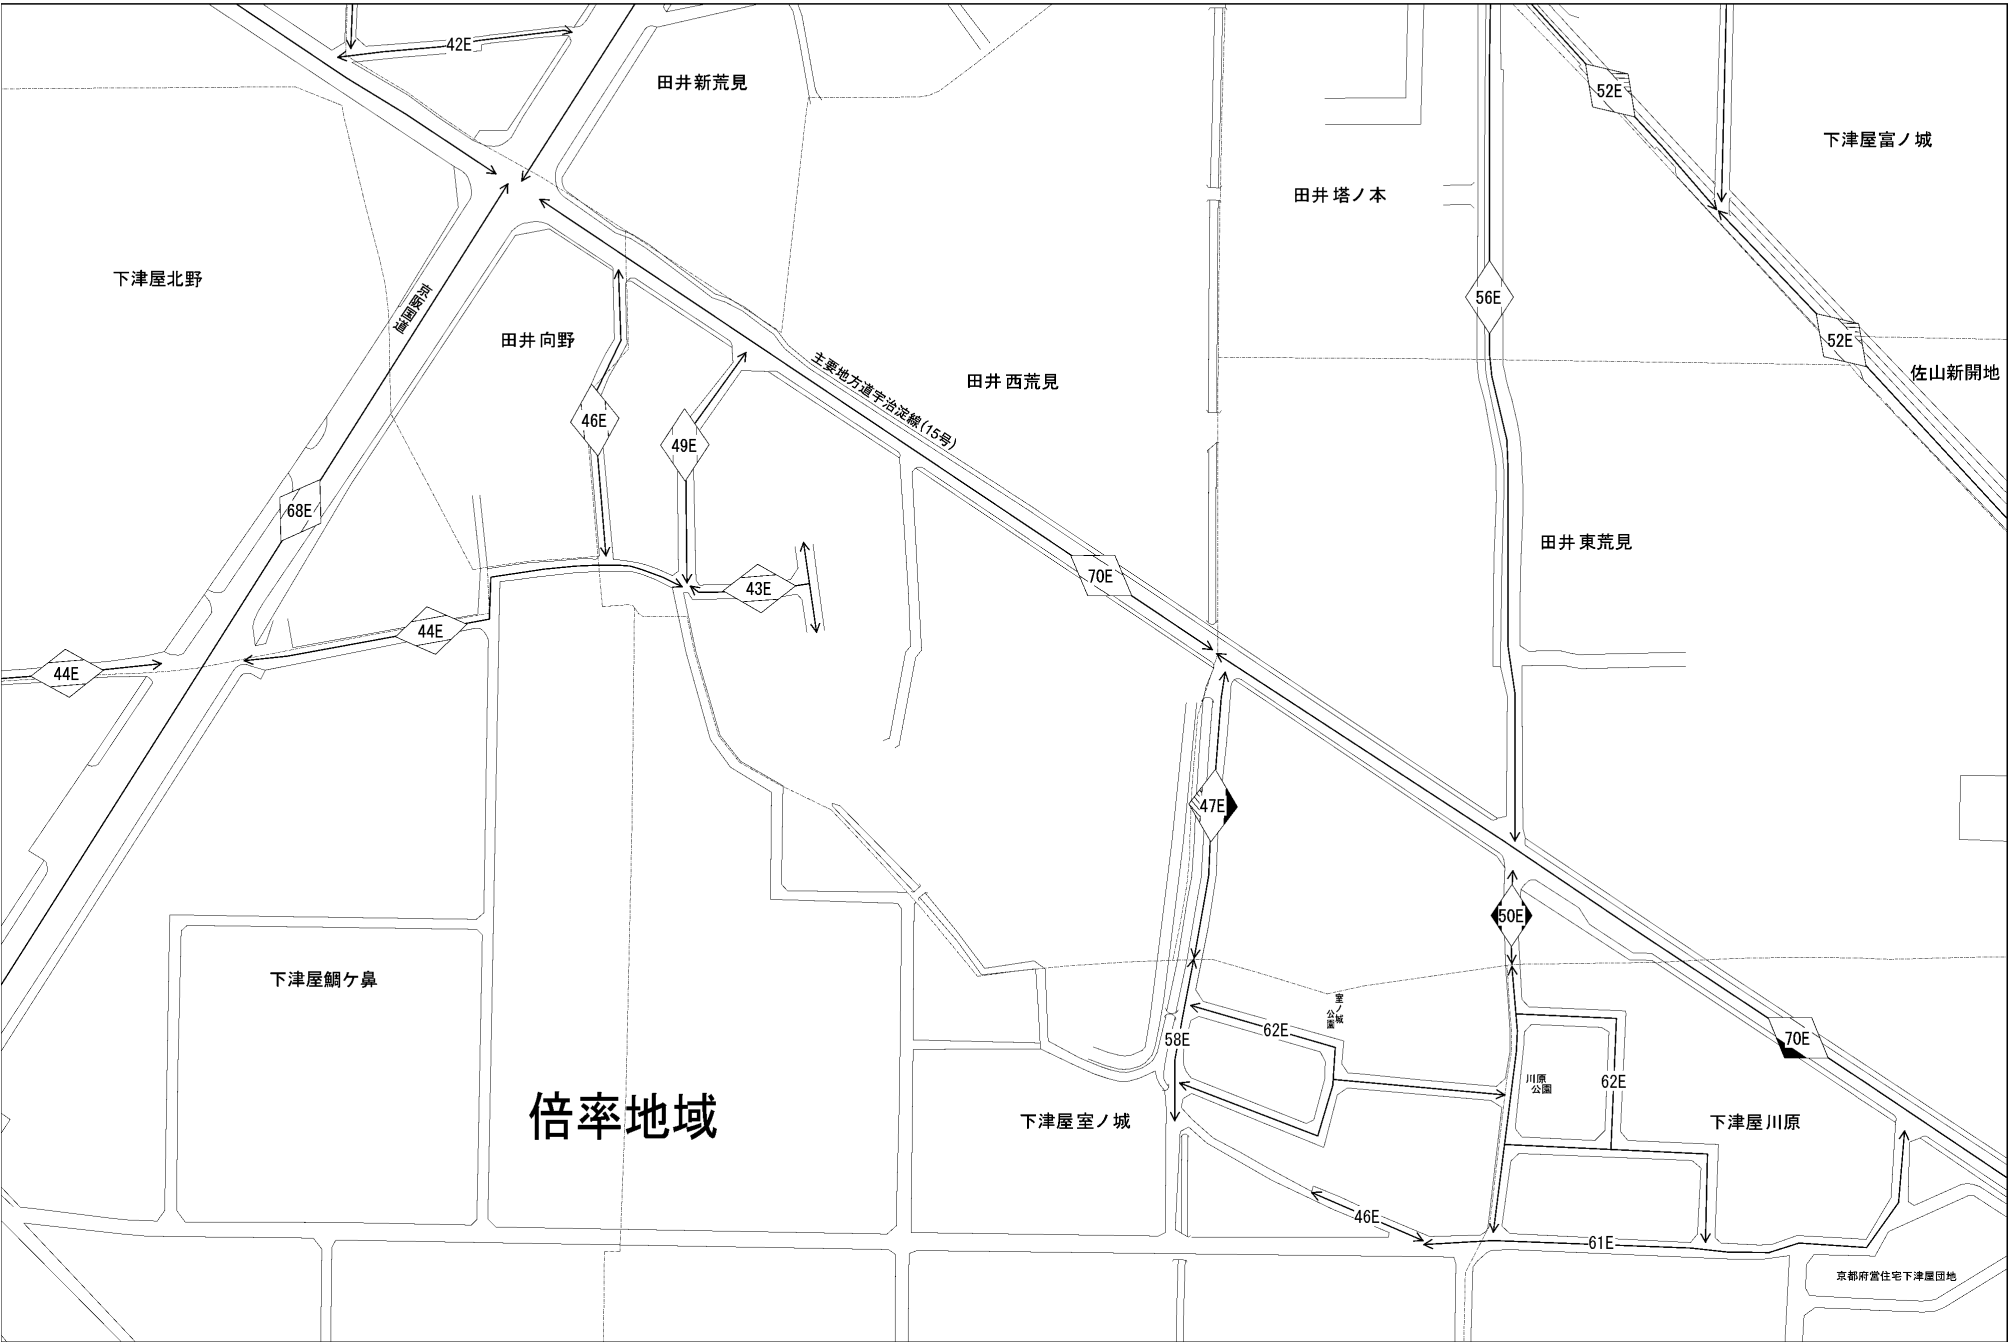 42E
田井新荒見
52E
下津屋富ノ城
田井塔ノ本
下津屋北野
京阪国道
56E
田井向野
52E
主要地方道宇治淀線(15号)
田井西荒見
佐山新開地
46E
49E
68E
田井東荒見
70E
43E
44E
44E
47E
50E
下津屋鯛ケ鼻
室ノ城
公園
62E
58E
70E
川原
公園
62E
倍率地域
下津屋室ノ城
下津屋川原
46E
61E
京都府営住宅下津屋団地